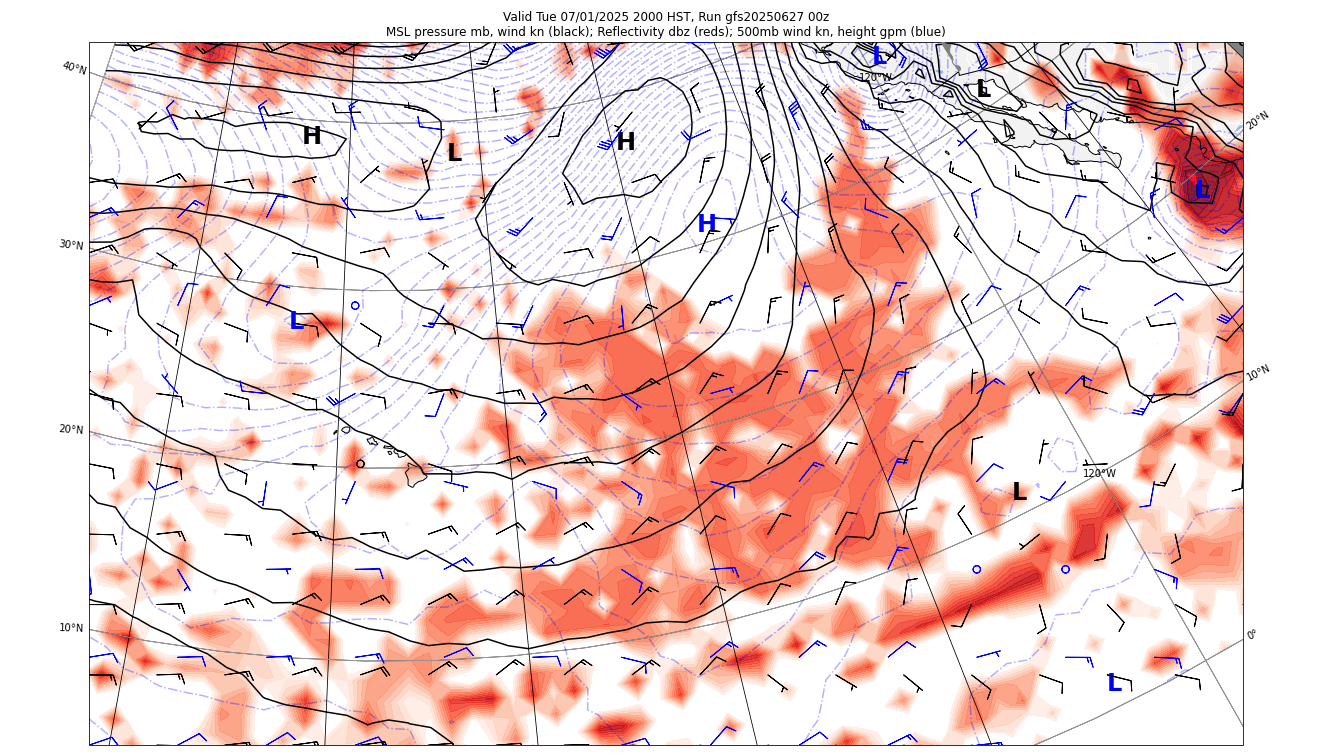 Valid Tue 07/01/2025 2000 HST, Run gfs20250627 00z
MSL pressure mb, wind kn (black); Reflectivity dbz (reds); 500mb wind kn, height gpm (blue)
L
40°N
120°W
L
20°N
H
H
L
L
H
30°N
L
10°N
20°N
120°W
L
10°N
0°
L